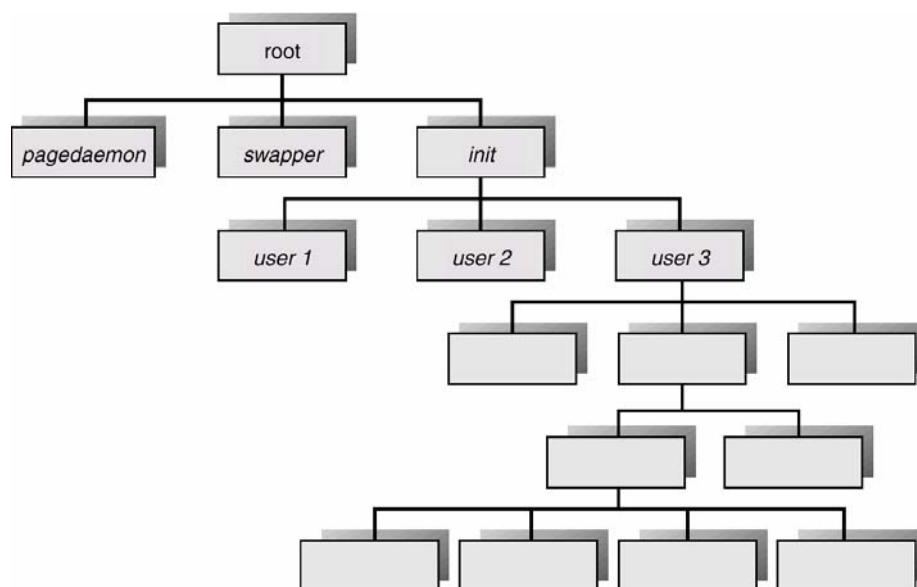 root
pagedaemon
swapper
init
user 1
user 2
user 3